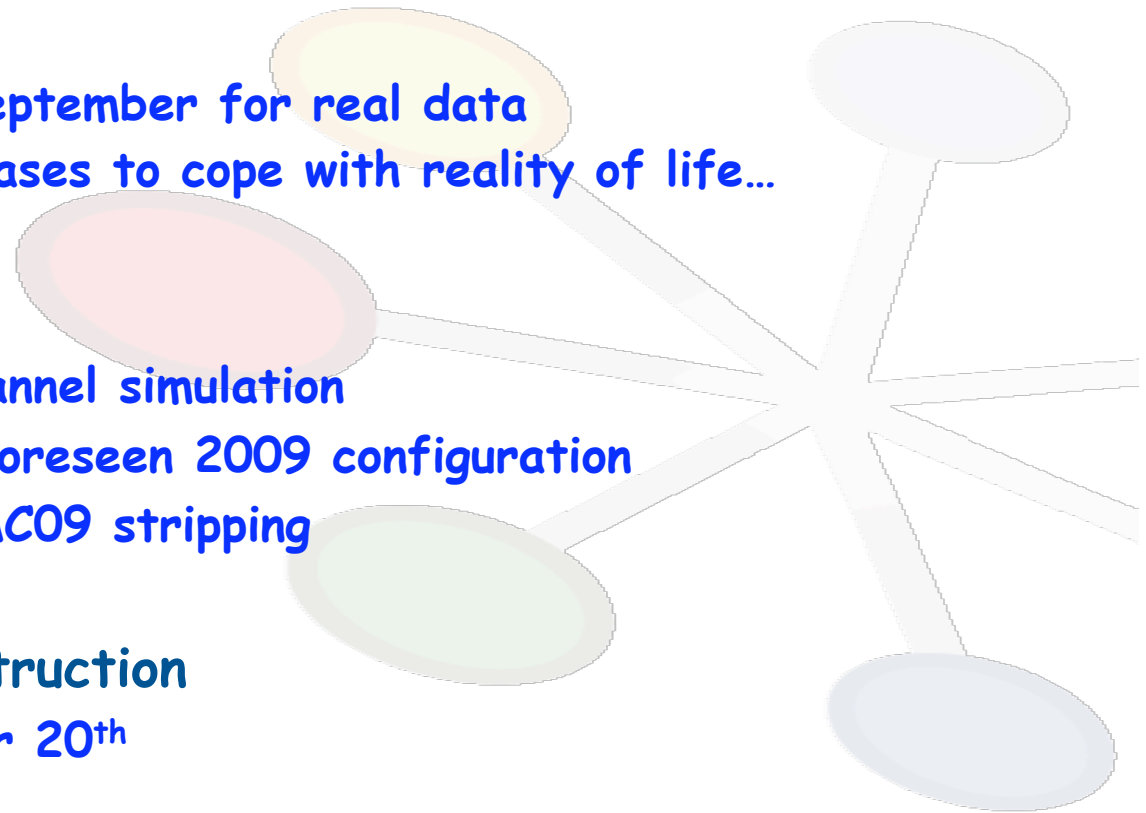 eptember for real data
ases to cope with reality of life…
annel simulation
oreseen 2009 configuration
AC09 stripping
truction
r 20th